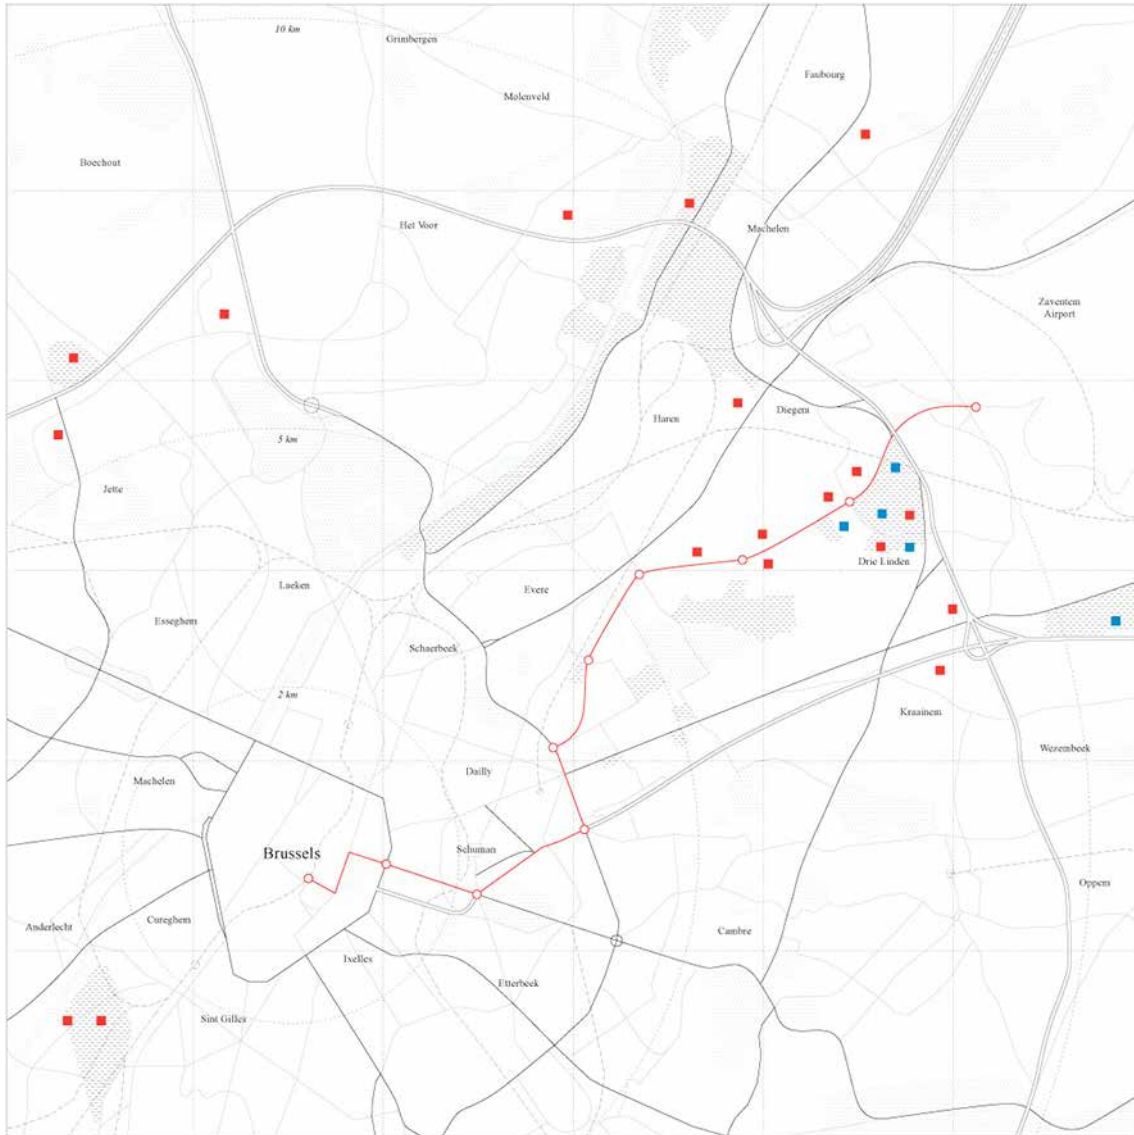 10 km
Grimbergen
Faubourg
Molenveld
Boechout
Het Voor
Machelen
Zaventem
Airport
Diegem
Haren
5 km
Jette
Drie Linden
Laeken
Evere
Esseghem
Schaerbeek
2 km
Kraainem
Wezembeek
Dailly
Machelen
Brussels
Schuman
Oppem
Anderlecht
Cureghem
Cambre
Ixelles
Etterbeek
Sint Gilles